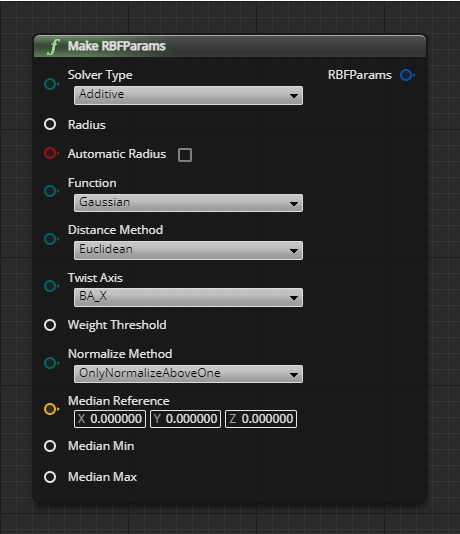 f Make RBFParams
Solver Type RBFParams
Additive
Radius
Automatic Radius
Function
Gaussian
Distance Method
Euclidean
Twist Axis
BA_X
Weight Threshold
Normalize Method
OnlyNormalizeAboveOne
Median Reference
X 0.000000 Y 0.000000 Z 0.000000
Median Min
Median Max